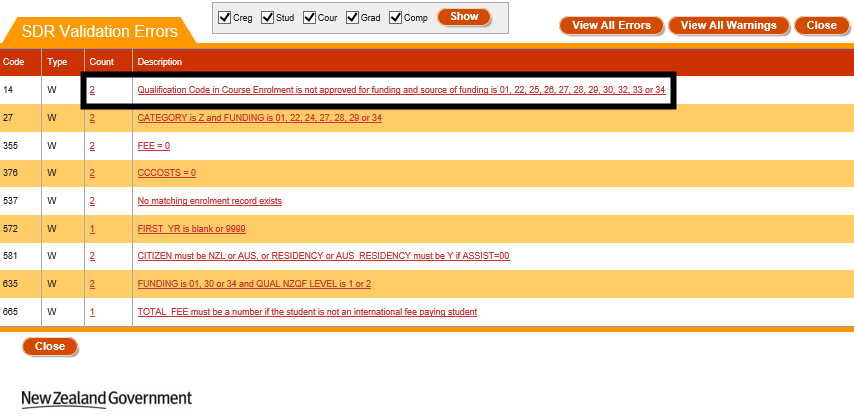 Creg Stud Cour Grad Comp Show
View All Errors View All Warnings Close
SDR Validation Errors
Code Type Count Description
14 W 2 Qualification Code in Course Enrolment is not approved for funding and source of funding is 01, 22, 25, 26, 27, 28, 29, 30, 32, 33 or 34
27 W 2 CATEGORY is Z and FUNDING is 01, 22, 24, 27, 28, 29 or 34
355 W 2 FEE = 0
376 W 2 CCCOSTS = 0
537 W 2 No matching enrolment record exists
572 W 1 FIRST_YR is blank or 9999
581 W 2 CITIZEN must be NZL or AUS, or RESIDENCY or AUS_RESIDENCY must be Y if ASSIST=00
635 W 2 FUNDING is 01, 30 or 34 and QUAL NZQF LEVEL is 1 or 2
665 W 1 TOTAL_FEE must be a number if the student is not an international fee paying student
Close
New Zealand Government